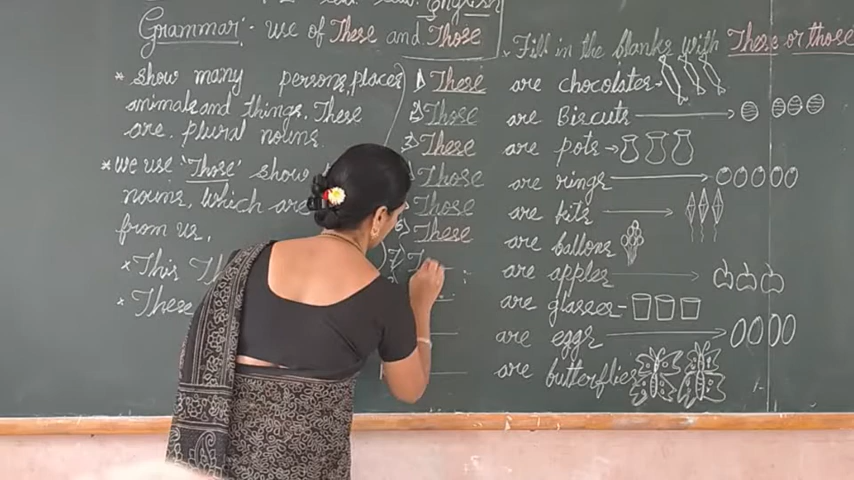 English
Grammar:- use of These and Those
* show many persons, places
animals and things. These
are plural nouns.
* we use 'Those' show
nouns, which are
from us.
* This
* These
* Fill in the blanks with These or those
1) These are chocolates
2) Those are Biscuits
3) These are pots
Those are rings
Those are kits
6) These are ballons
7) T are apples
are glasses
are eggs
are butterflies